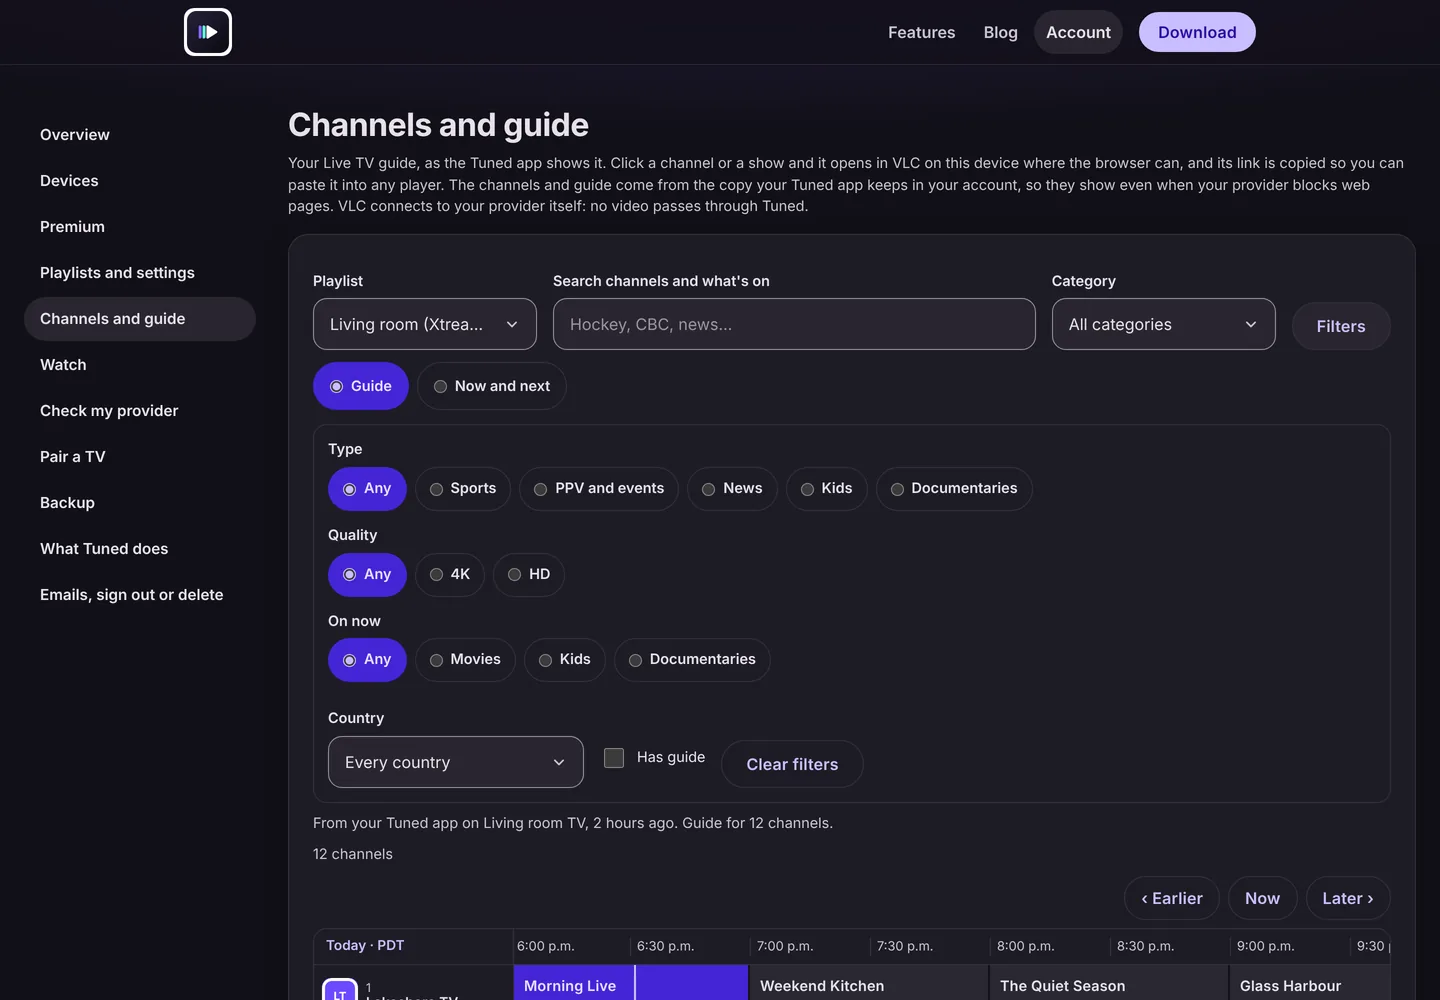 Features
Blog
Account
Download
Overview
Devices
Premium
Playlists and settings
Channels and guide
Watch
Check my provider
Pair a TV
Backup
What Tuned does
Emails, sign out or delete
Channels and guide
Your Live TV guide, as the Tuned app shows it. Click a channel or a show and it opens in VLC on this device where the browser can, and its link is copied so you can
paste it into any player. The channels and guide come from the copy your Tuned app keeps in your account, so they show even when your provider blocks web
pages. VLC connects to your provider itself: no video passes through Tuned.
Playlist
Living room (Xtrea...
Search channels and what's on
Hockey, CBC, news...
Category
All categories
Filters
Guide
Now and next
Type
Any
Sports
PPV and events
News
Kids
Documentaries
Quality
Any
4K
HD
On now
Any
Movies
Kids
Documentaries
Country
Every country
Has guide
Clear filters
From your Tuned app on Living room TV, 2 hours ago. Guide for 12 channels.
12 channels
‹ Earlier
Now
Later ›
Today · PDT
6:00 p.m.
6:30 p.m.
7:00 p.m.
7:30 p.m.
8:00 p.m.
8:30 p.m.
9:00 p.m.
9:30
LT
1
Morning Live
Weekend Kitchen
The Quiet Season
Glass Harbour